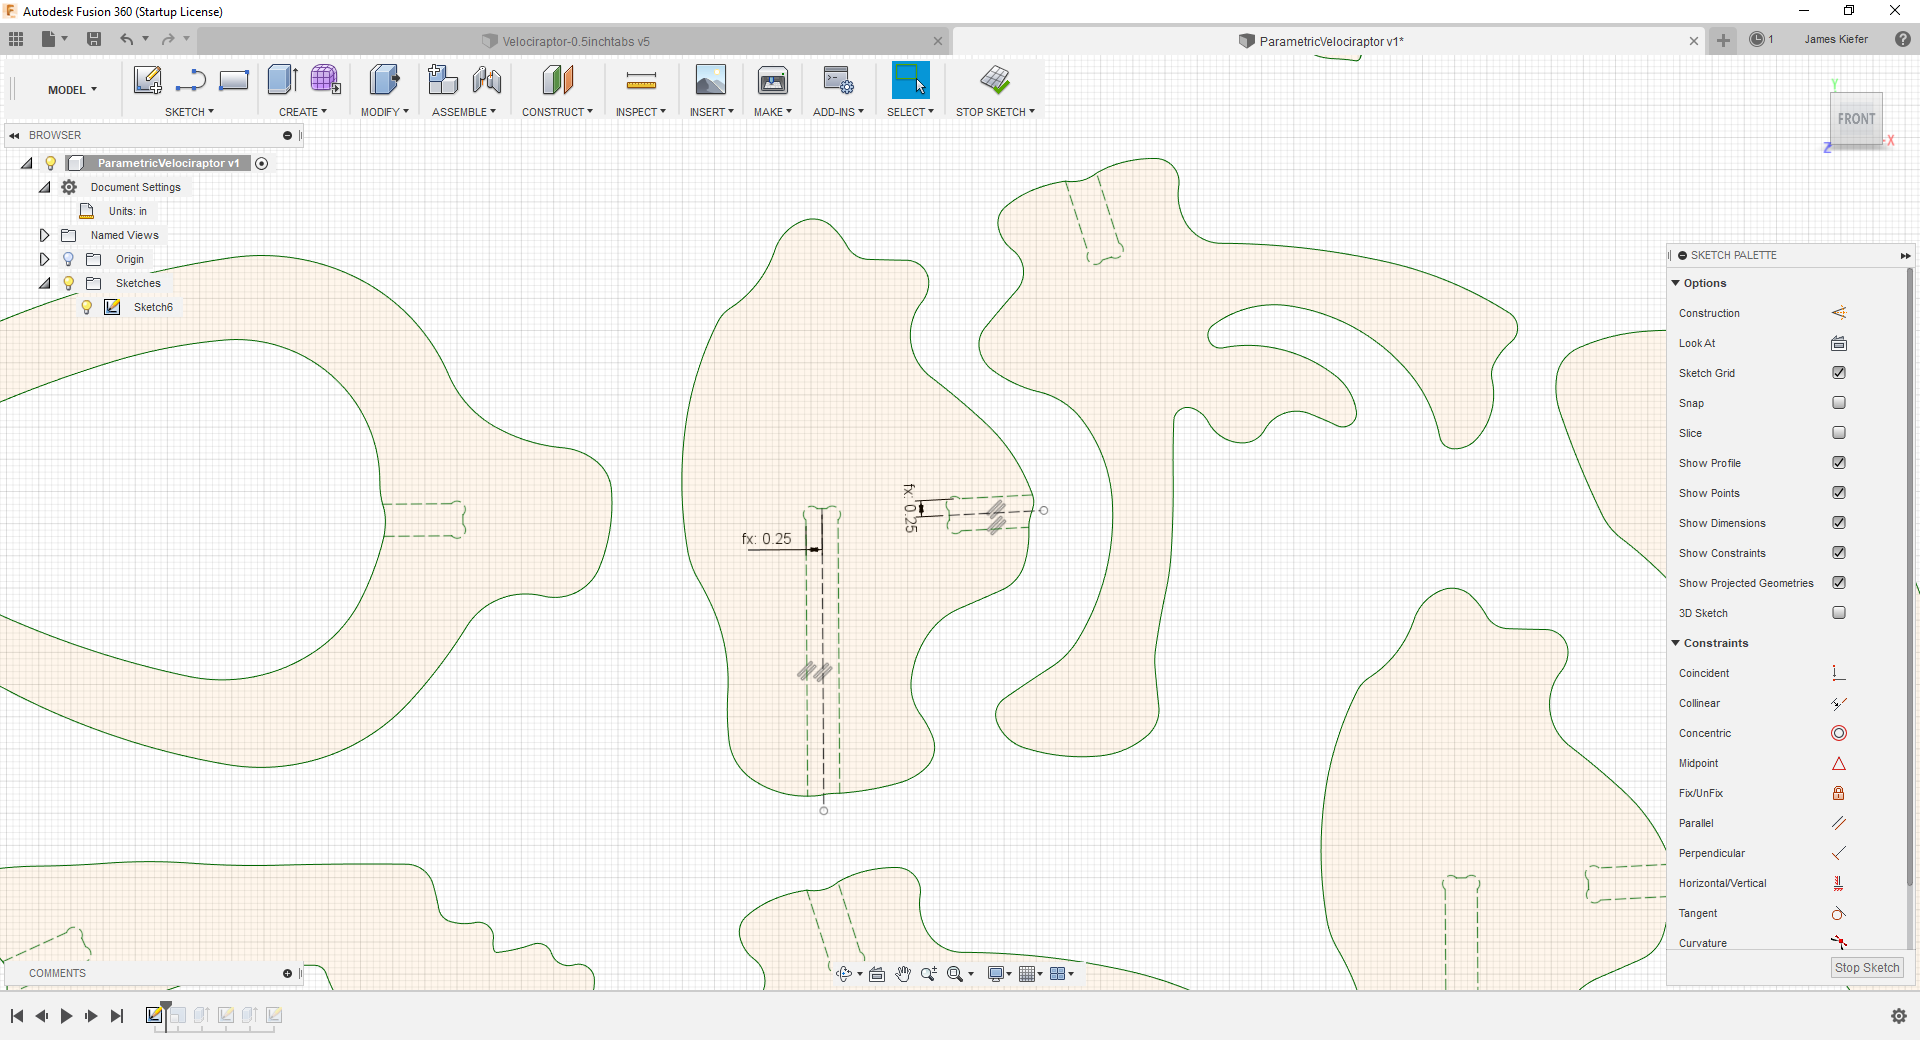 Autodesk Fusion 360 (Startup License)
Velociraptor-0.5inchtabs v5
ParametricVelociraptor v1*
1
James Kiefer
MODEL
SKETCH
CREATE
MODIFY
ASSEMBLE
CONSTRUCT
INSPECT
INSERT
MAKE
ADD-INS
SELECT
STOP SKETCH
BROWSER
ParametricVelociraptor v1
Document Settings
Units: in
Named Views
Origin
Sketches
Sketch6
Y
FRONT
X
Z
fx: 0.25
fx: 0.25
SKETCH PALETTE
Options
Construction
Look At
Sketch Grid
Snap
Slice
Show Profile
Show Points
Show Dimensions
Show Constraints
Show Projected Geometries
3D Sketch
Constraints
Coincident
Collinear
Concentric
Midpoint
Fix/UnFix
Parallel
Perpendicular
Horizontal/Vertical
Tangent
Curvature
Stop Sketch
COMMENTS